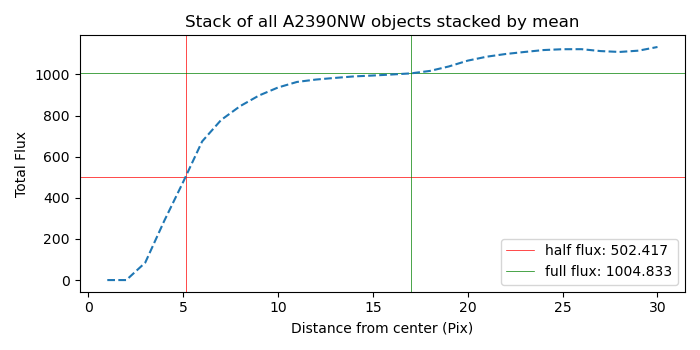 Stack of all A2390NW objects stacked by mean
Total Flux
1000
800
600
400
200
0
0 5 10 15 20 25 30
Distance from center (Pix)
half flux: 502.417
full flux: 1004.833